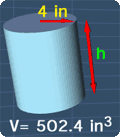 4 in
h
V= 502.4 in³